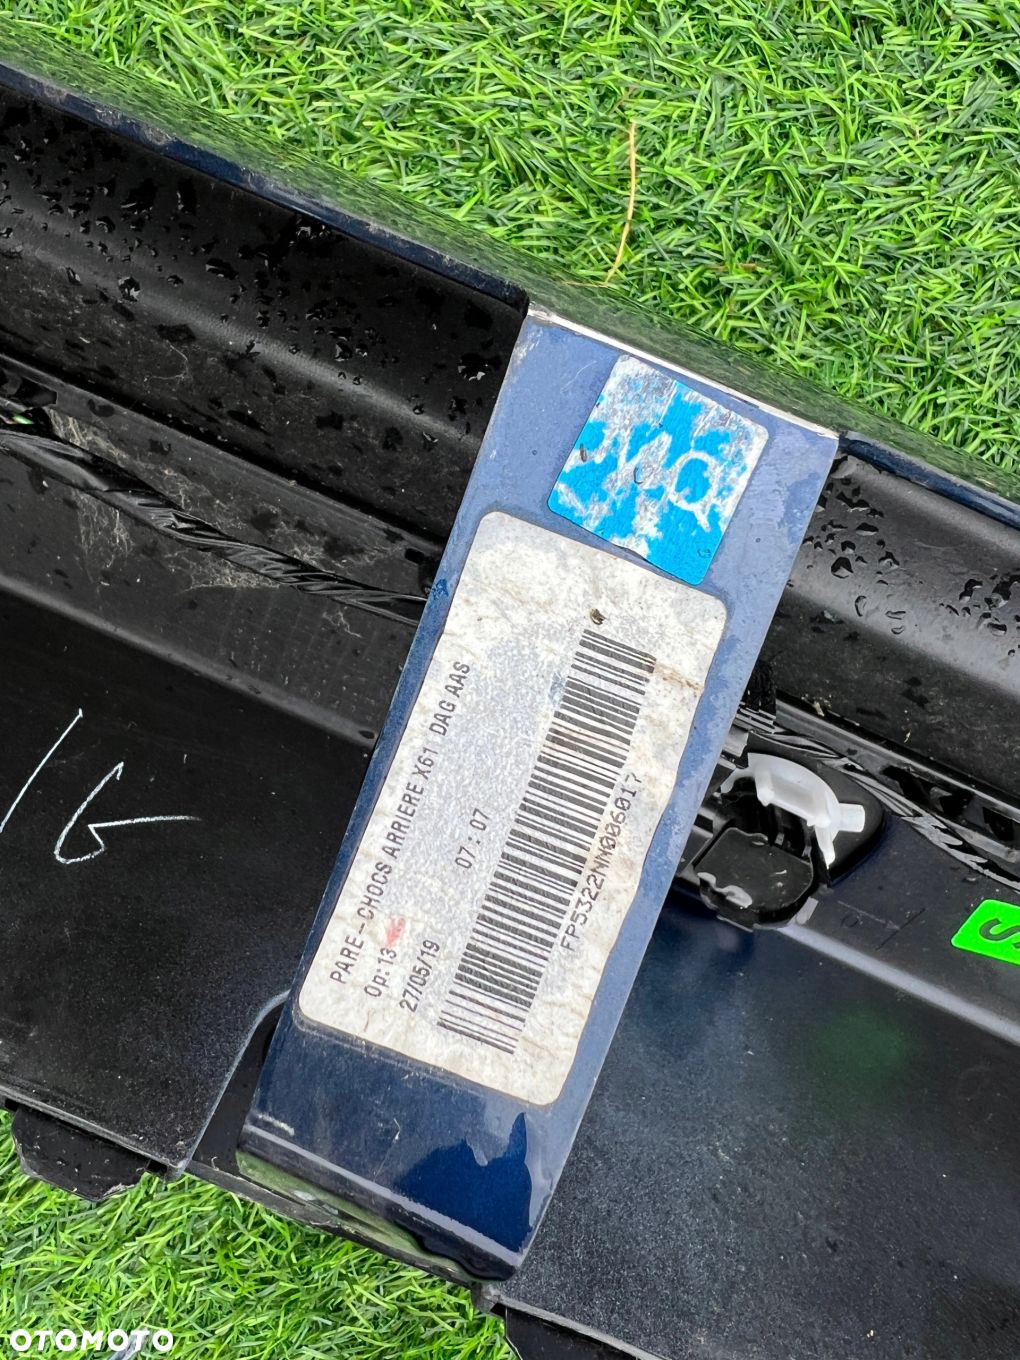 PARE-CHOCS ARRIERE X61 DAG AAS
Op:13
27/05/19 07:07
FP5322NN006017
S
OTOMOTO